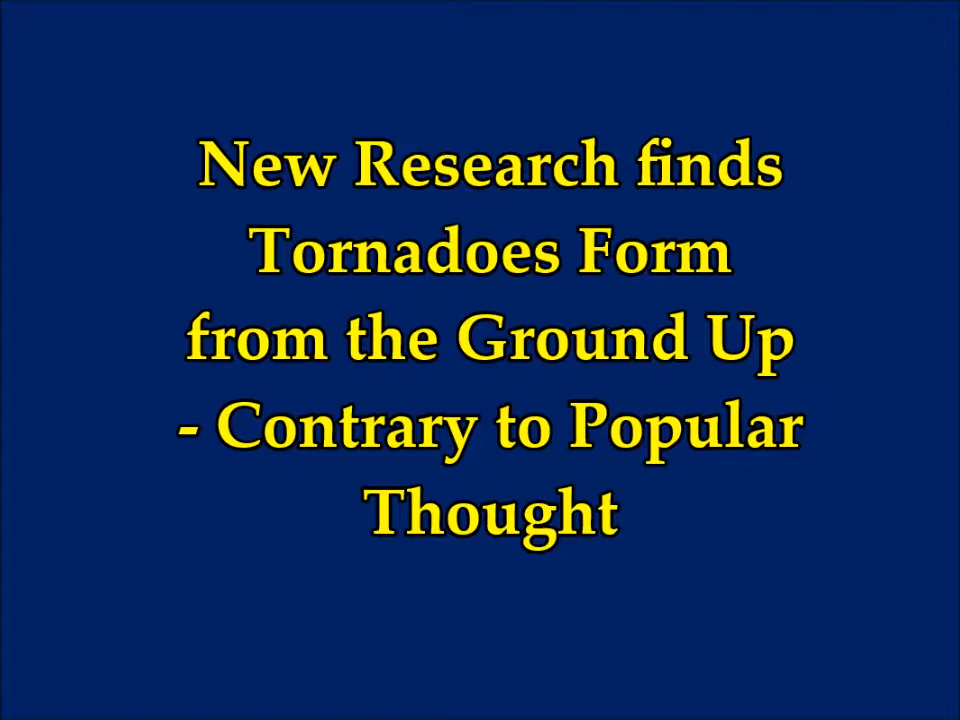 New Research finds
Tornadoes Form
from the Ground Up
- Contrary to Popular
Thought